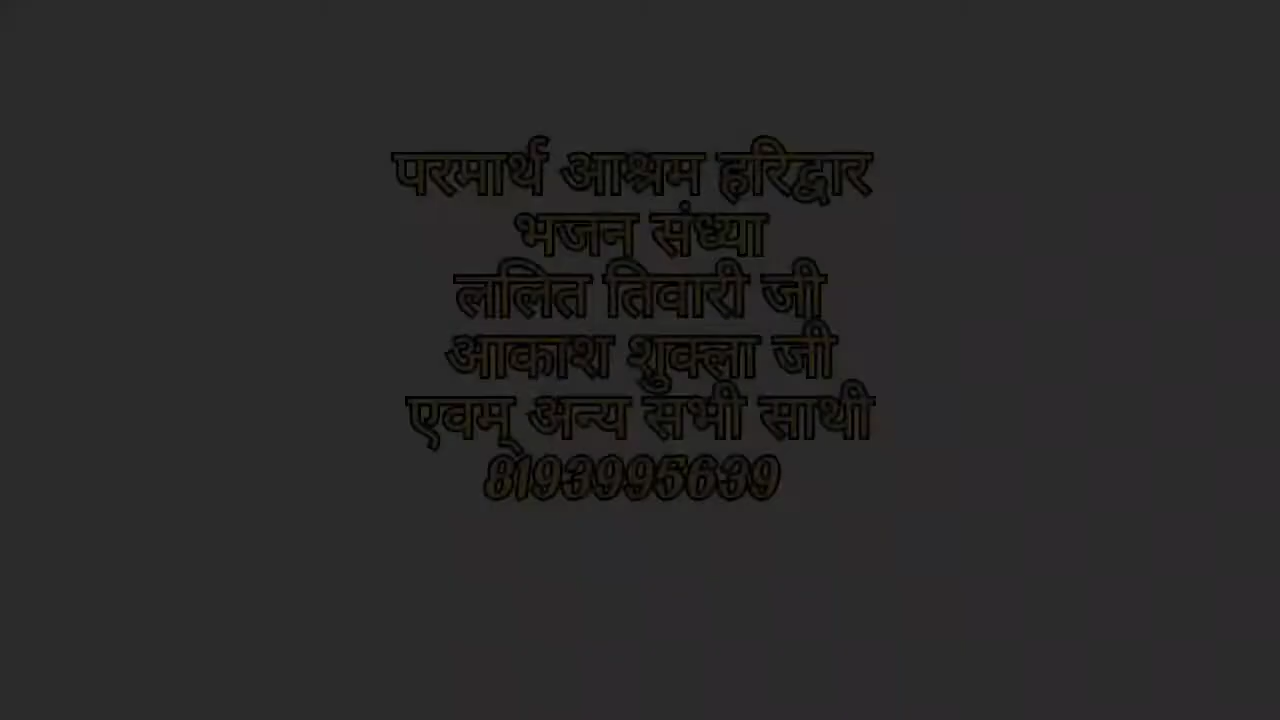 परमार्थ आश्रम हरिद्वार
भजन संध्या
ललित तिवारी जी
आकाश शुक्ला जी
एवम् अन्य सभी साथी
8193995639